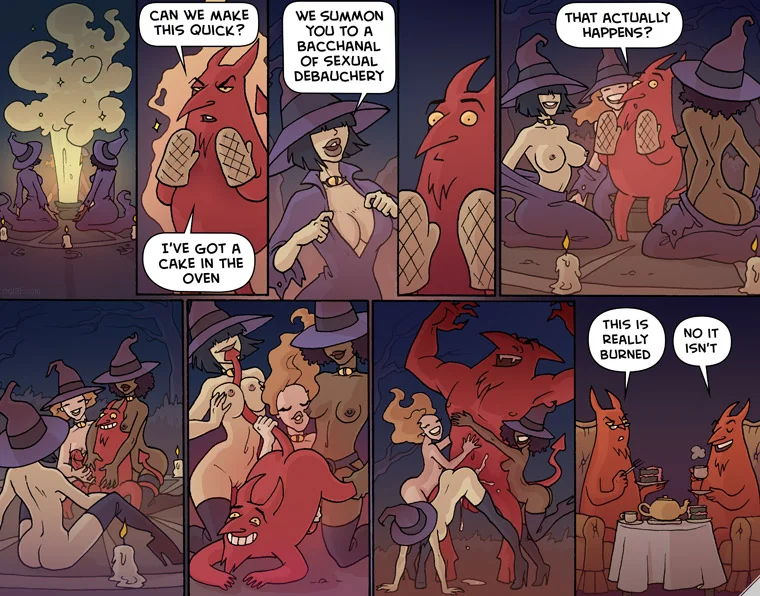 CAN WE MAKE
THIS QUICK?
I'VE GOT A
CAKE IN THE
OVEN
WE SUMMON
YOU TO A
BACCHANAL
OF SEXUAL
DEBAUCHERY
THAT ACTUALLY
HAPPENS?
THIS IS
REALLY
BURNED
NO IT
ISN'T